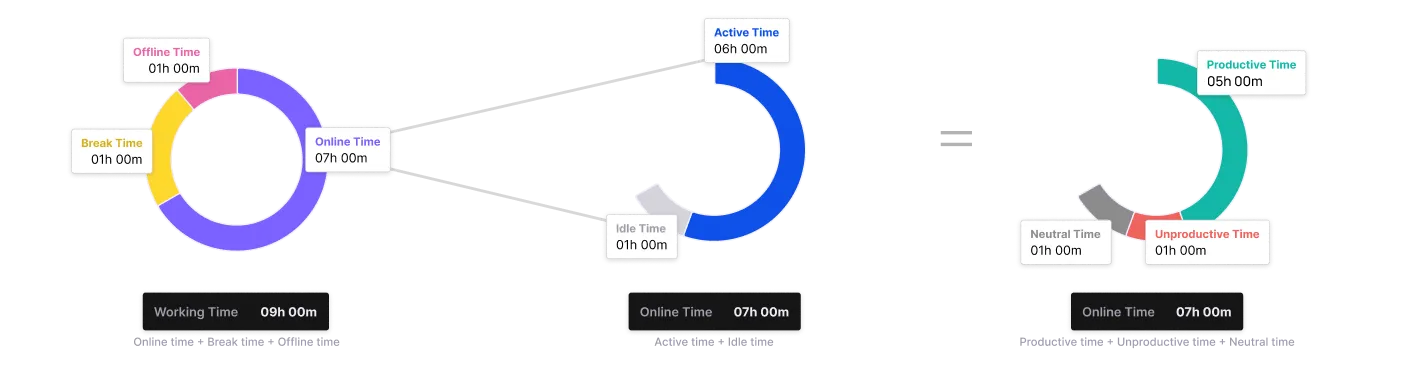 Offline Time
01h 00m
Break Time
01h 00m
Online Time
07h 00m
Working Time 09h 00m
Online time + Break time + Offline time
Active Time
06h 00m
Idle Time
01h 00m
Online Time 07h 00m
Active time + Idle time
=
Productive Time
05h 00m
Neutral Time
01h 00m
Unproductive Time
01h 00m
Online Time 07h 00m
Productive time + Unproductive time + Neutral time